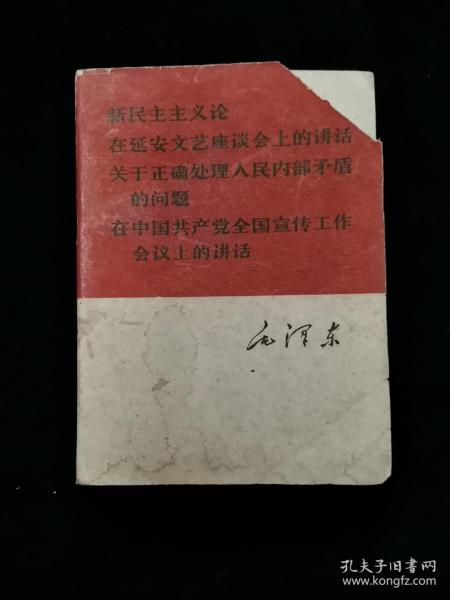 新民主主义论
在延安文艺座谈会上的讲话
关于正确处理人民内部矛盾
的问题
在中国共产党全国宣传工作
会议上的讲话
毛泽东
孔夫子旧书网
www.kongfz.com